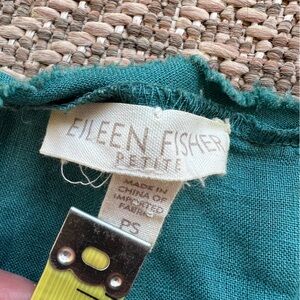 EILEEN FISHER
PETITE
MADE IN
CHINA OF
IMPORTED
FABRIC
PS